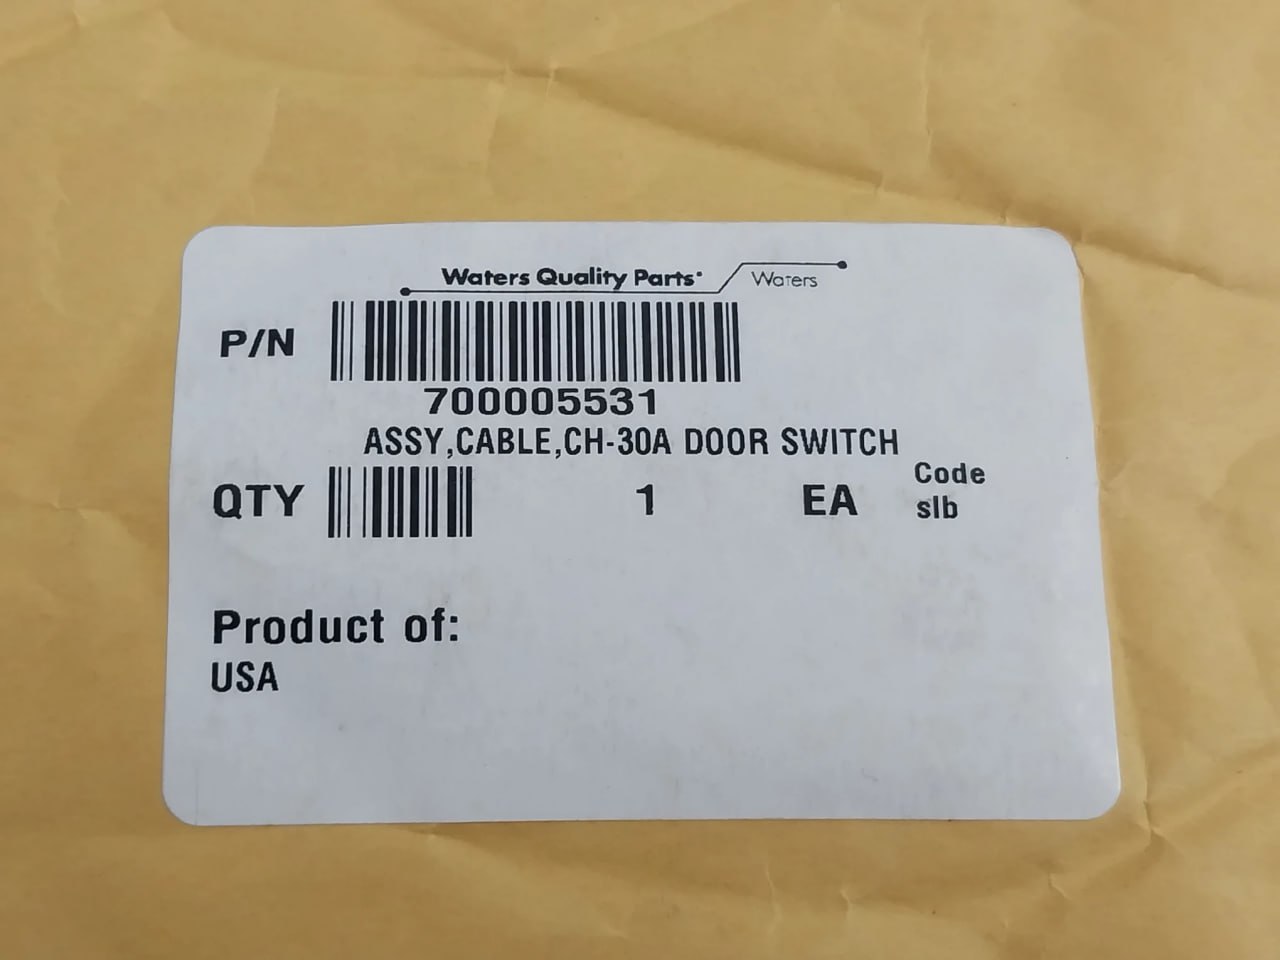 Waters Quality Parts
Waters
P/N
700005531
ASSY,CABLE,CH-30A DOOR SWITCH
QTY 1 EA Code
slb
Product of:
USA